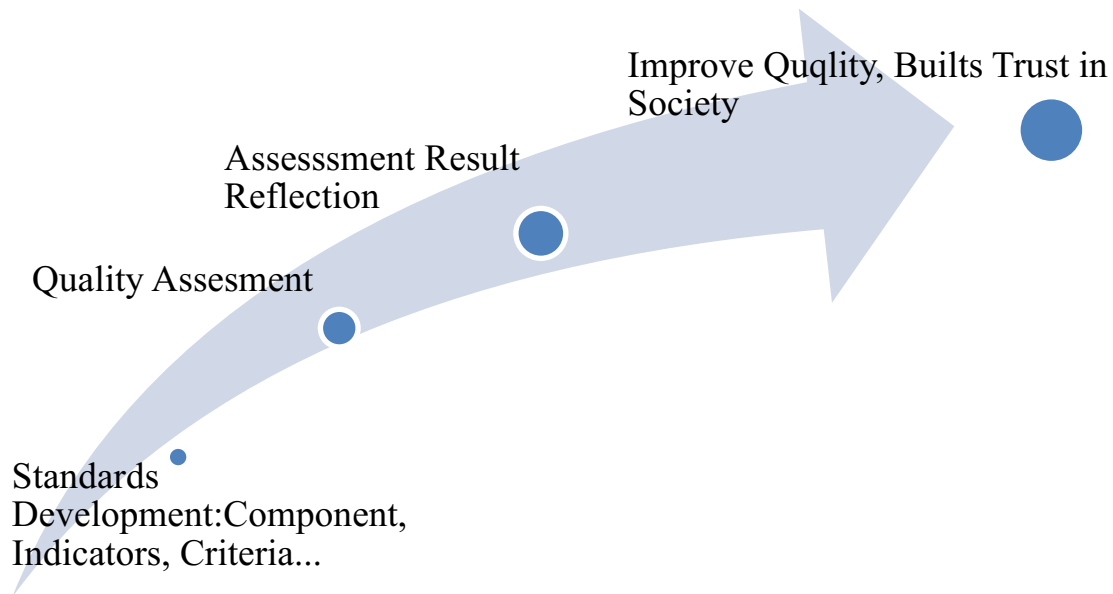 Improve Quqlity, Builts Trust in
Society
Assesssment Result
Reflection
Quality Assesment
Standards
Development:Component,
Indicators, Criteria...